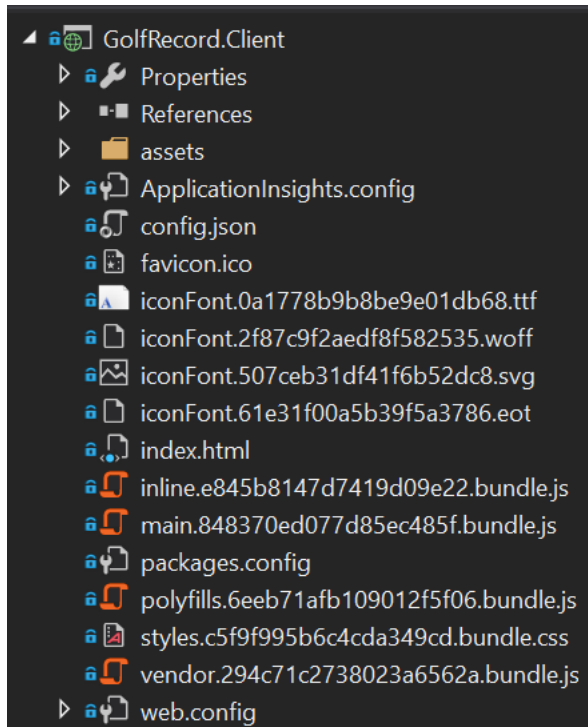 GolfRecord.Client
Properties
References
assets
ApplicationInsights.config
config.json
favicon.ico
iconFont.0a1778b9b8be9e01db68.ttf
iconFont.2f87c9f2aedf8f582535.woff
iconFont.507ceb31df41f6b52dc8.svg
iconFont.61e31f00a5b39f5a3786.eot
index.html
inline.e845b8147d7419d09e22.bundle.js
main.848370ed077d85ec485f.bundle.js
packages.config
polyfills.6eeb71afb109012f5f06.bundle.js
styles.c5f9f995b6c4cda349cd.bundle.css
vendor.294c71c2738023a6562a.bundle.js
web.config